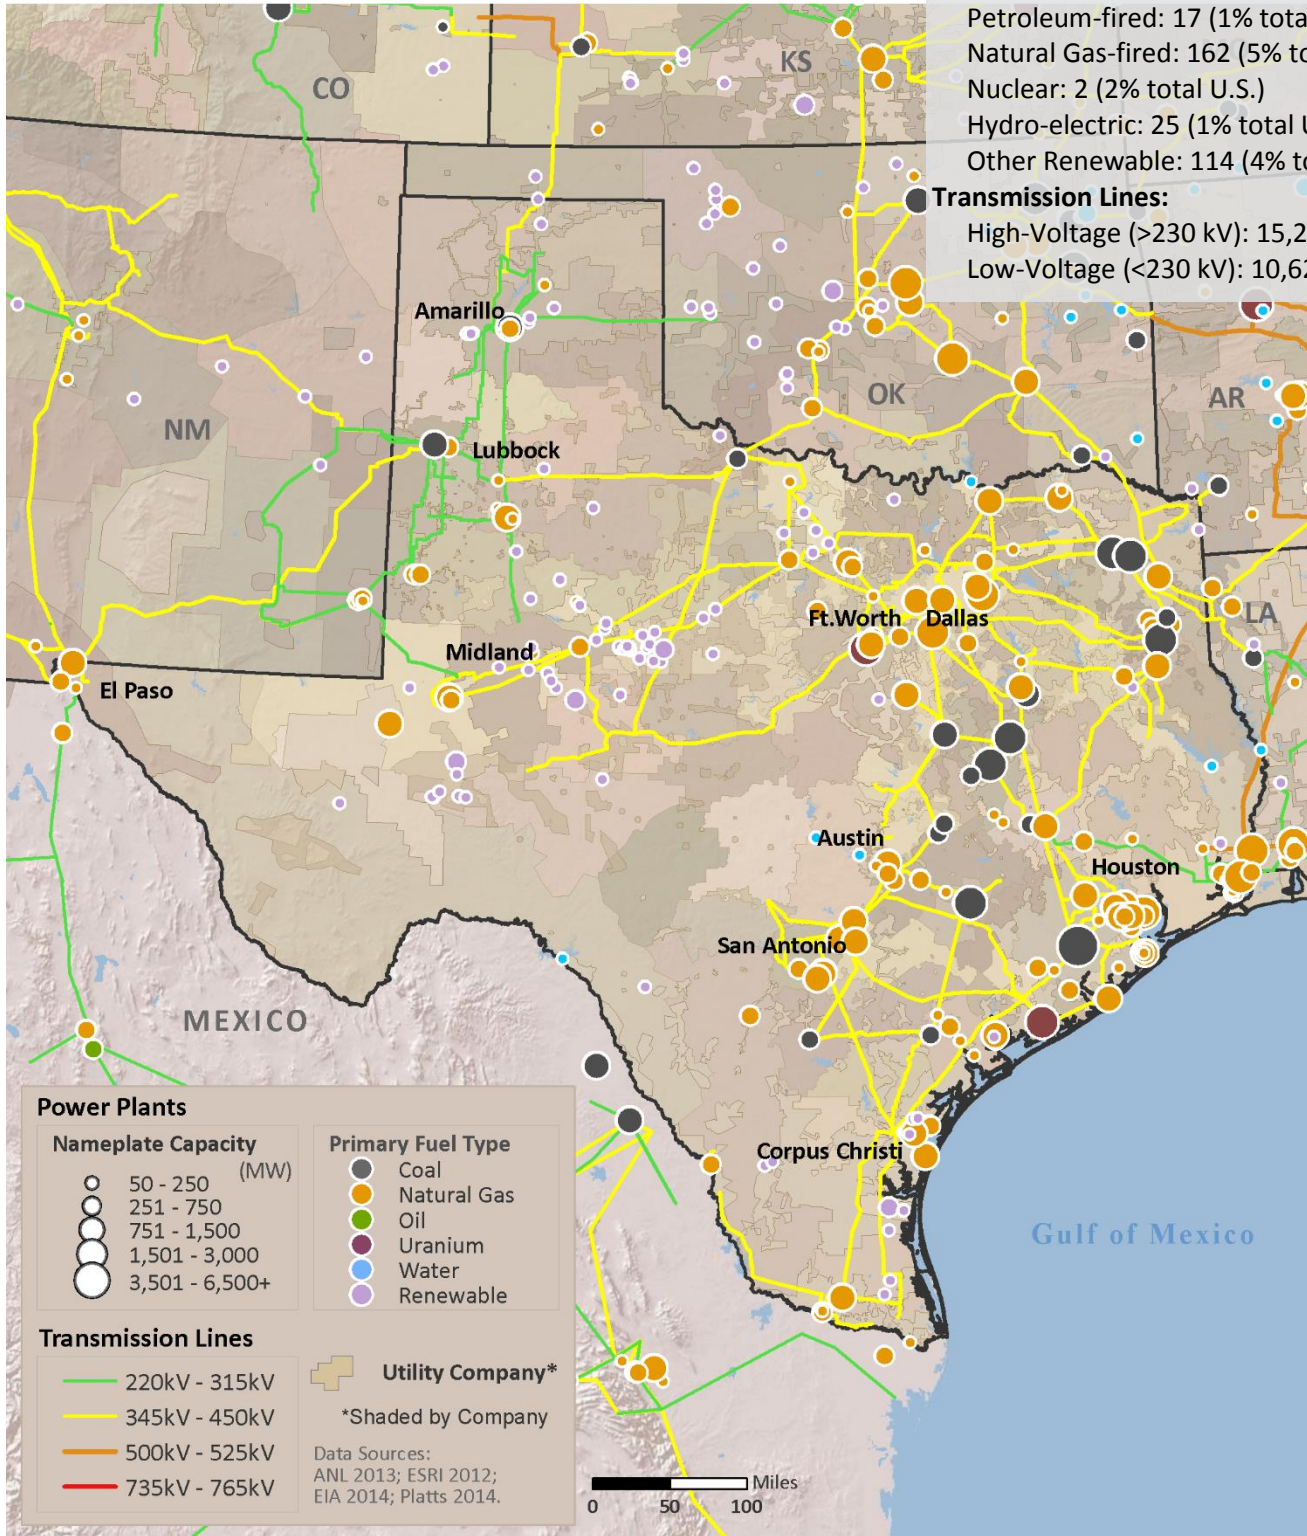 Petroleum-fired: 17 (1% total
Natural Gas-fired: 162 (5% to
Nuclear: 2 (2% total U.S.)
Hydro-electric: 25 (1% total U
Other Renewable: 114 (4% to
Transmission Lines:
High-Voltage (>230 kV): 15,2
Low-Voltage (<230 kV): 10,62
CO
KS
Amarillo
OK
AR
NM
Lubbock
Ft.Worth Dallas
LA
Midland
El Paso
Austin
Houston
San Antonio
MEXICO
Corpus Christi
Gulf of Mexico
Power Plants
Nameplate Capacity
(MW)
50 - 250
251 - 750
751 - 1,500
1,501 - 3,000
3,501 - 6,500+
Primary Fuel Type
Coal
Natural Gas
Oil
Uranium
Water
Renewable
Transmission Lines
220kV - 315kV
345kV - 450kV
500kV - 525kV
735kV - 765kV
Utility Company*
*Shaded by Company
Data Sources:
ANL 2013; ESRI 2012;
EIA 2014; Platts 2014.
Miles
0 50 100